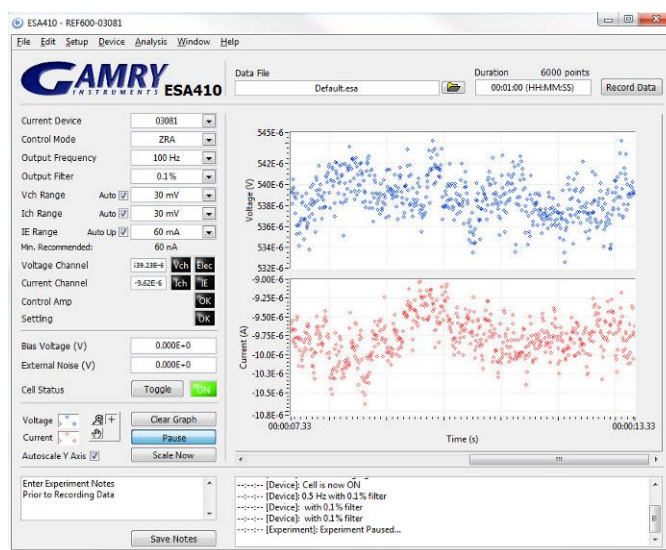 ESA410 - REF600-03081
File Edit Setup Device Analysis Window Help
GAMRY
INSTRUMENTS ESA410
Data File
Default.esa
Duration 6000 points
00:01:00 (HH:MM:SS)
Record Data
Current Device 03081
Control Mode ZRA
Output Frequency 100 Hz
Output Filter 0.1%
Vch Range Auto 30 mV
Ich Range Auto 30 mV
IE Range Auto Up 60 mA
Min. Recommended: 60 nA
Voltage Channel 39.23E-6 Vch Elec
Current Channel -9.62E-6 Ich IE
Control Amp OK
Settling OK
Bias Voltage (V) 0.000E+0
External Noise (V) 0.000E+0
Cell Status Toggle ON
Voltage
Current
Clear Graph
Pause
Autoscale Y Axis Scale Now
545E-6
542E-6
540E-6
538E-6
536E-6
534E-6
532E-6
Voltage (V)
-9.00E-6
-9.25E-6
-9.50E-6
-9.75E-6
-10.0E-6
-10.3E-6
-10.5E-6
-10.8E-6
Current (A)
00:00:07.33
00:00:13.33
Time (s)
Enter Experiment Notes
Prior to Recording Data
Save Notes
--:--:-- [Device]: Cell is now ON
--:--:-- [Device]: 0.5 Hz with 0.1% filter
--:--:-- [Device]: with 0.1% filter
--:--:-- [Device]: with 0.1% filter
--:--:-- [Experiment]: Experiment Paused...